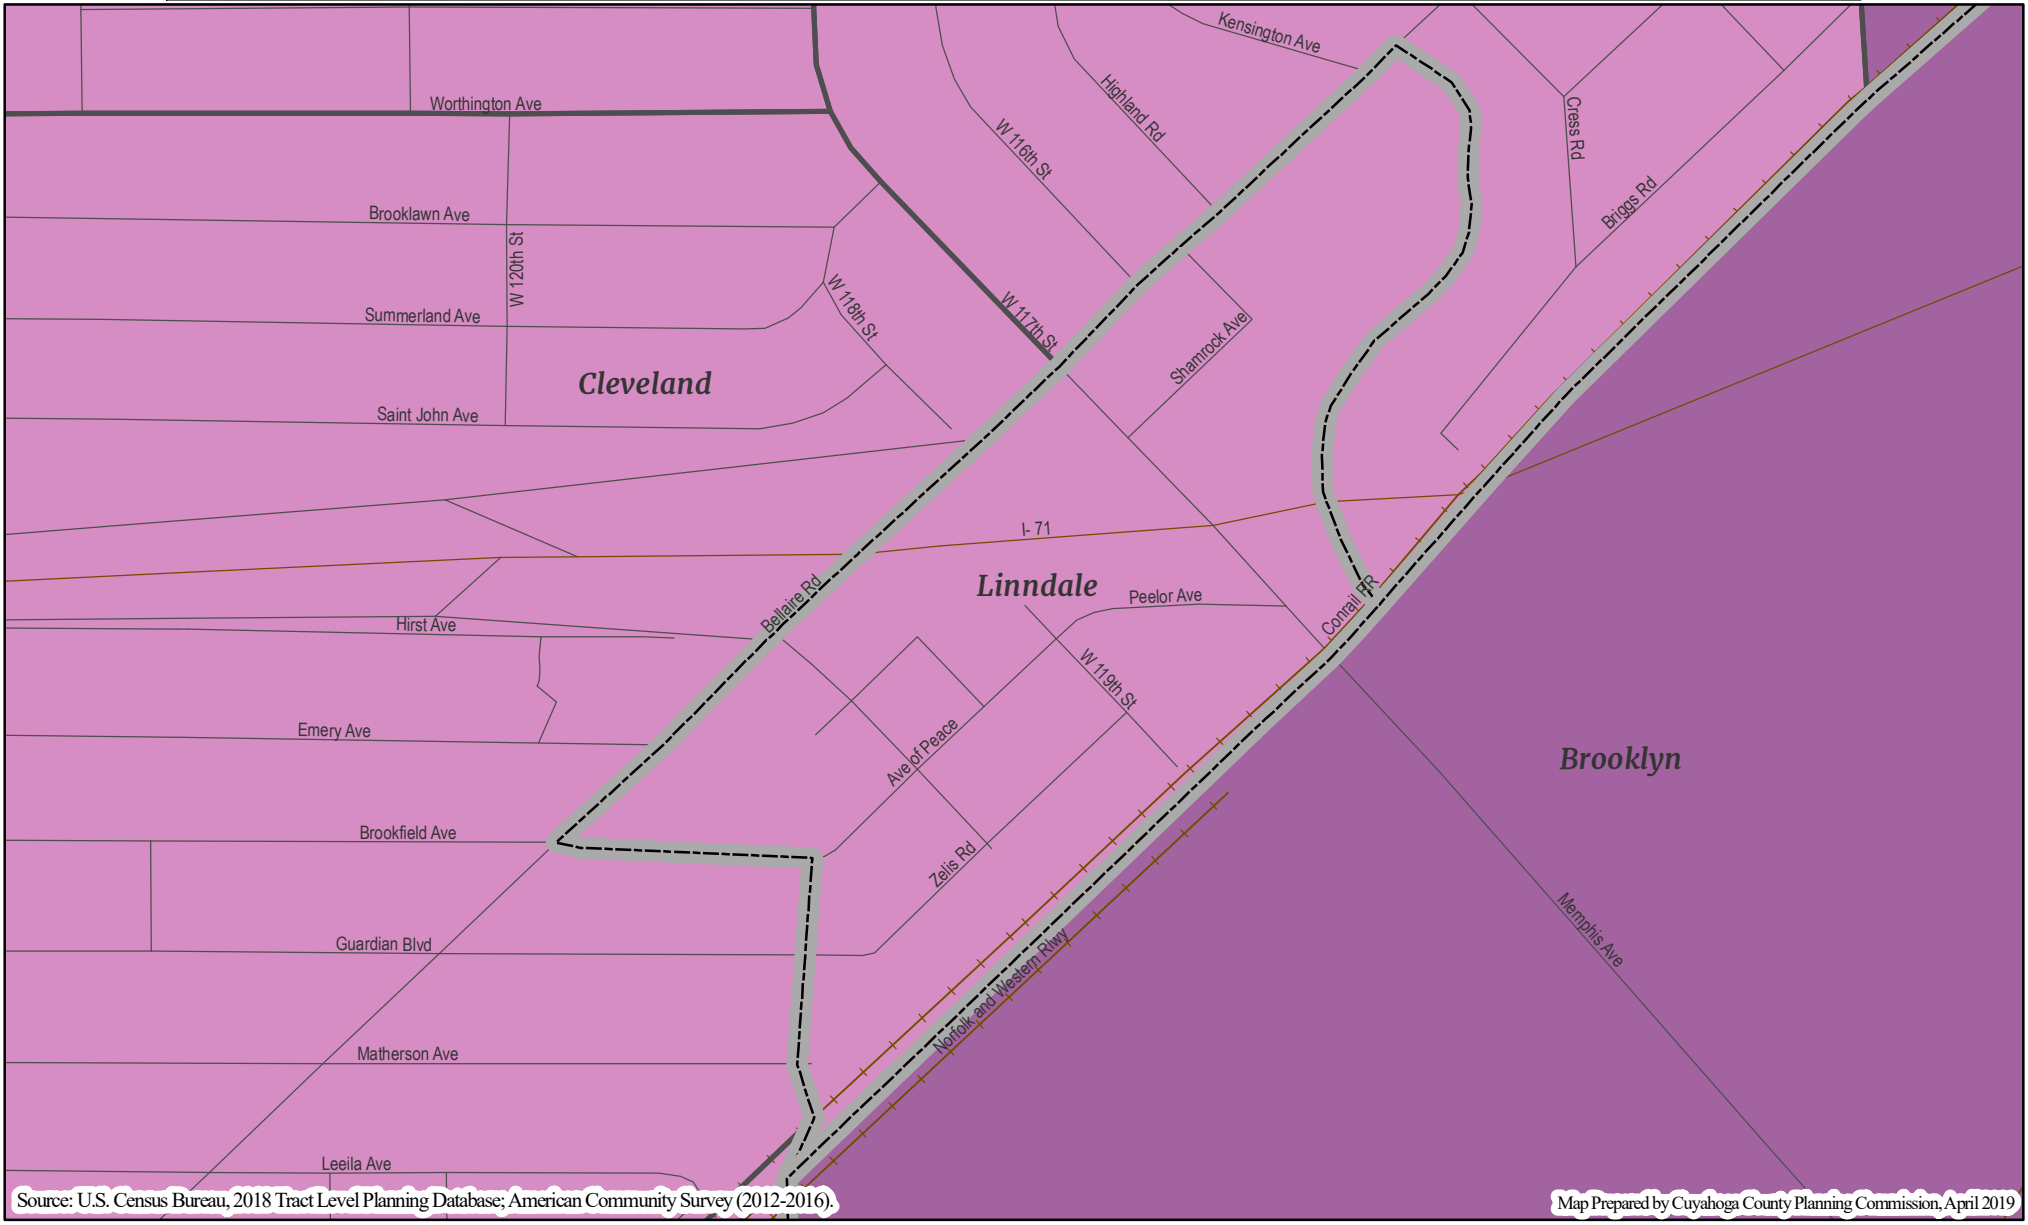 Kensington Ave
Highland Rd
Worthington Ave
Cress Rd
W 116th St
Brooklawn Ave
Briggs Rd
W 120th St
W 118th St
W 117th St
Summerland Ave
Shamrock Ave
Cleveland
Saint John Ave
I- 71
Linndale
Bellaire Rd
Peelor Ave
Conrail RR
Hirst Ave
W 119th St
Emery Ave
Ave of Peace
Brooklyn
Brookfield Ave
Zelis Rd
Guardian Blvd
Memphis Ave
Norfolk and Western Rlwy
Matherson Ave
Leeila Ave
Source: U.S. Census Bureau, 2018 Tract Level Planning Database; American Community Survey (2012-2016).
Map Prepared by Cuyahoga County Planning Commission, April 2019